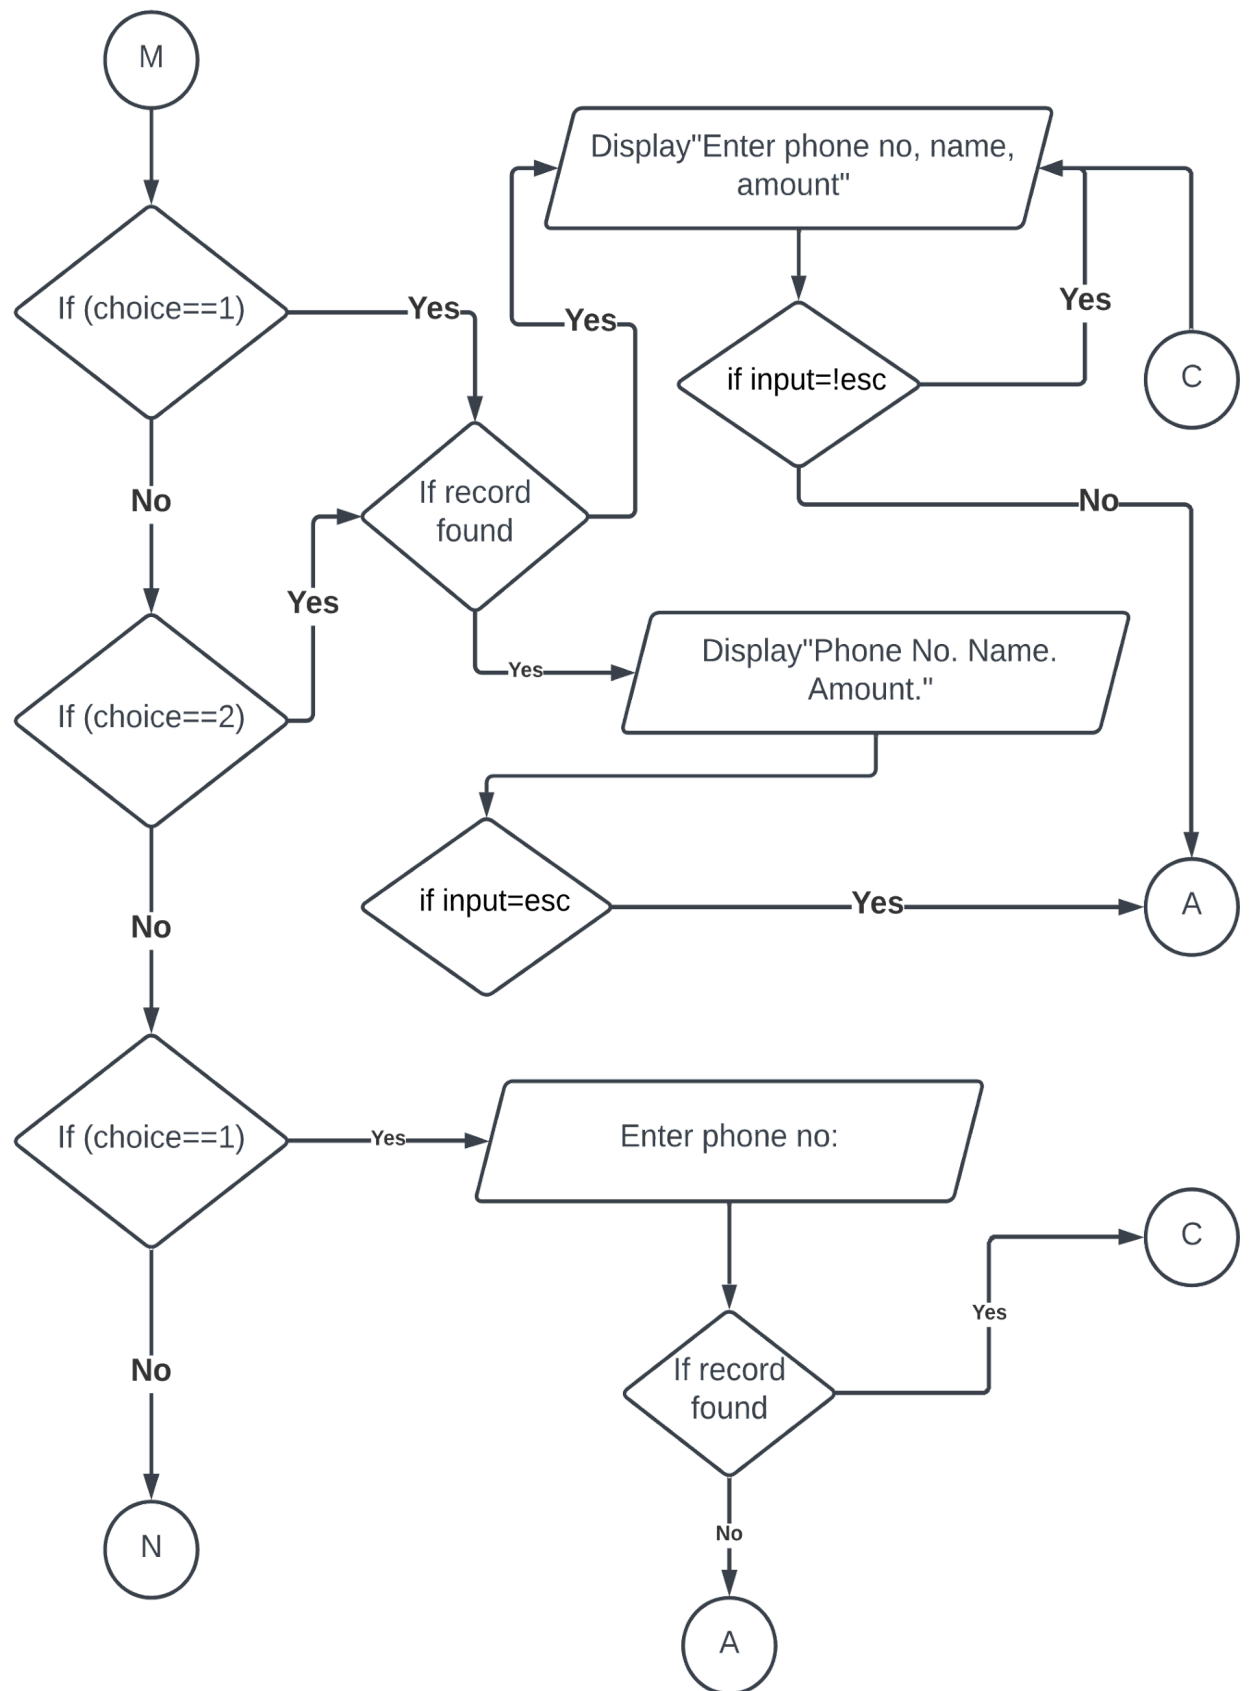 M
Display"Enter phone no, name,
amount"
If (choice==1)
Yes
Yes
Yes
if input=!esc
C
No
If record
found
No
Yes
Display"Phone No. Name.
Amount."
Yes
If (choice==2)
if input=esc
Yes
A
No
If (choice==1)
Yes
Enter phone no:
C
Yes
No
If record
found
No
N
A